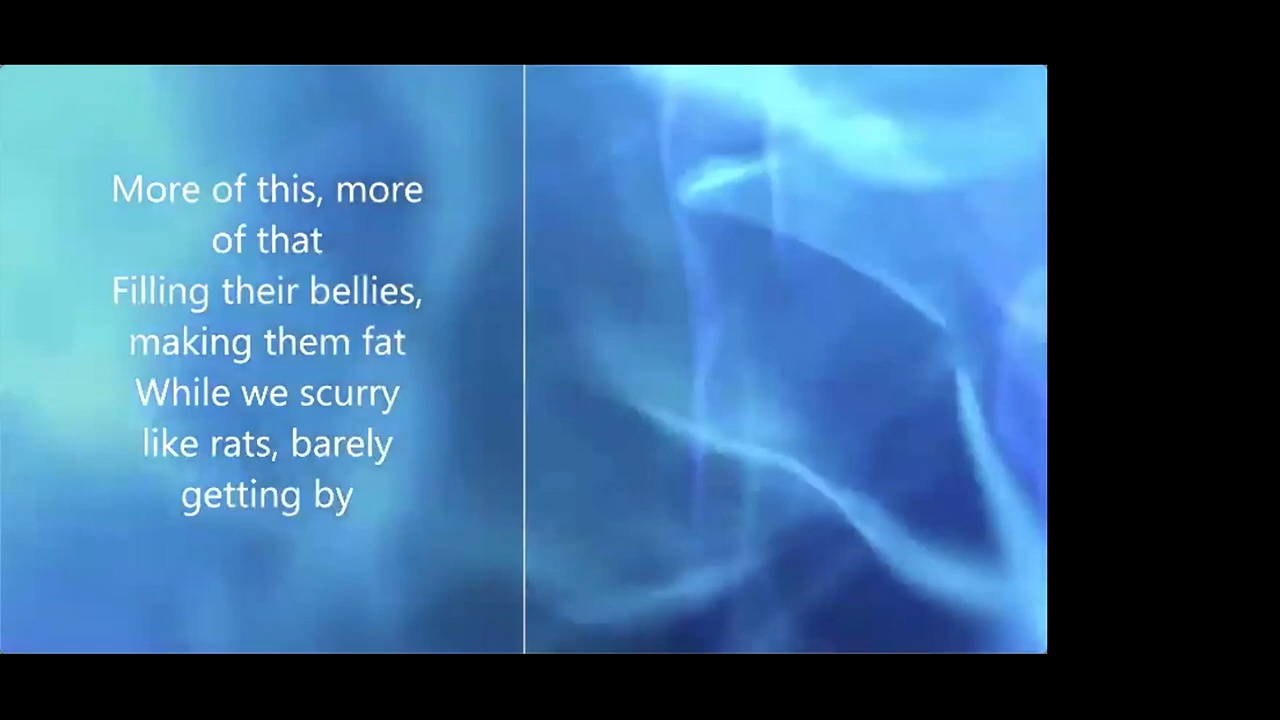 More of this, more
of that
Filling their bellies,
making them fat
While we scurry
like rats, barely
getting by